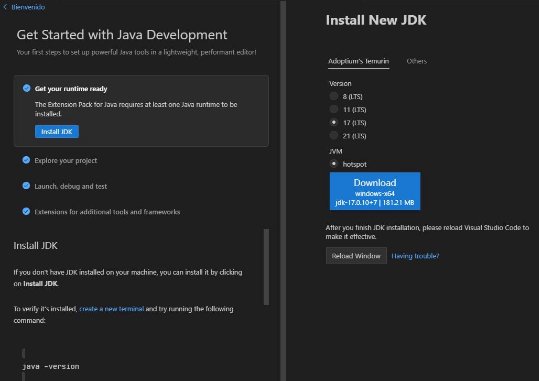 Bienvenido
Get Started with Java Development
Your first steps to set up powerful Java tools in a lightweight, performant editor!
Get your runtime ready
The Extension Pack for Java requires at least one Java runtime to be
installed.
Install JDK
Explore your project
Launch, debug and test
Extensions for additional tools and frameworks
Install JDK
If you don't have JDK installed on your machine, you can install it by clicking
on Install JDK.
To verify it's installed, create a new terminal and try running the following
command:
java -version
Install New JDK
Adoptium's Temurin
Others
Version
8 (LTS)
11 (LTS)
17 (LTS)
21 (LTS)
JVM
hotspot
Download
windows-x64
jdk-17.0.10+7 | 181.21 MB
After you finish JDK installation, please reload Visual Studio Code to
make it effective.
Reload Window
Having trouble?